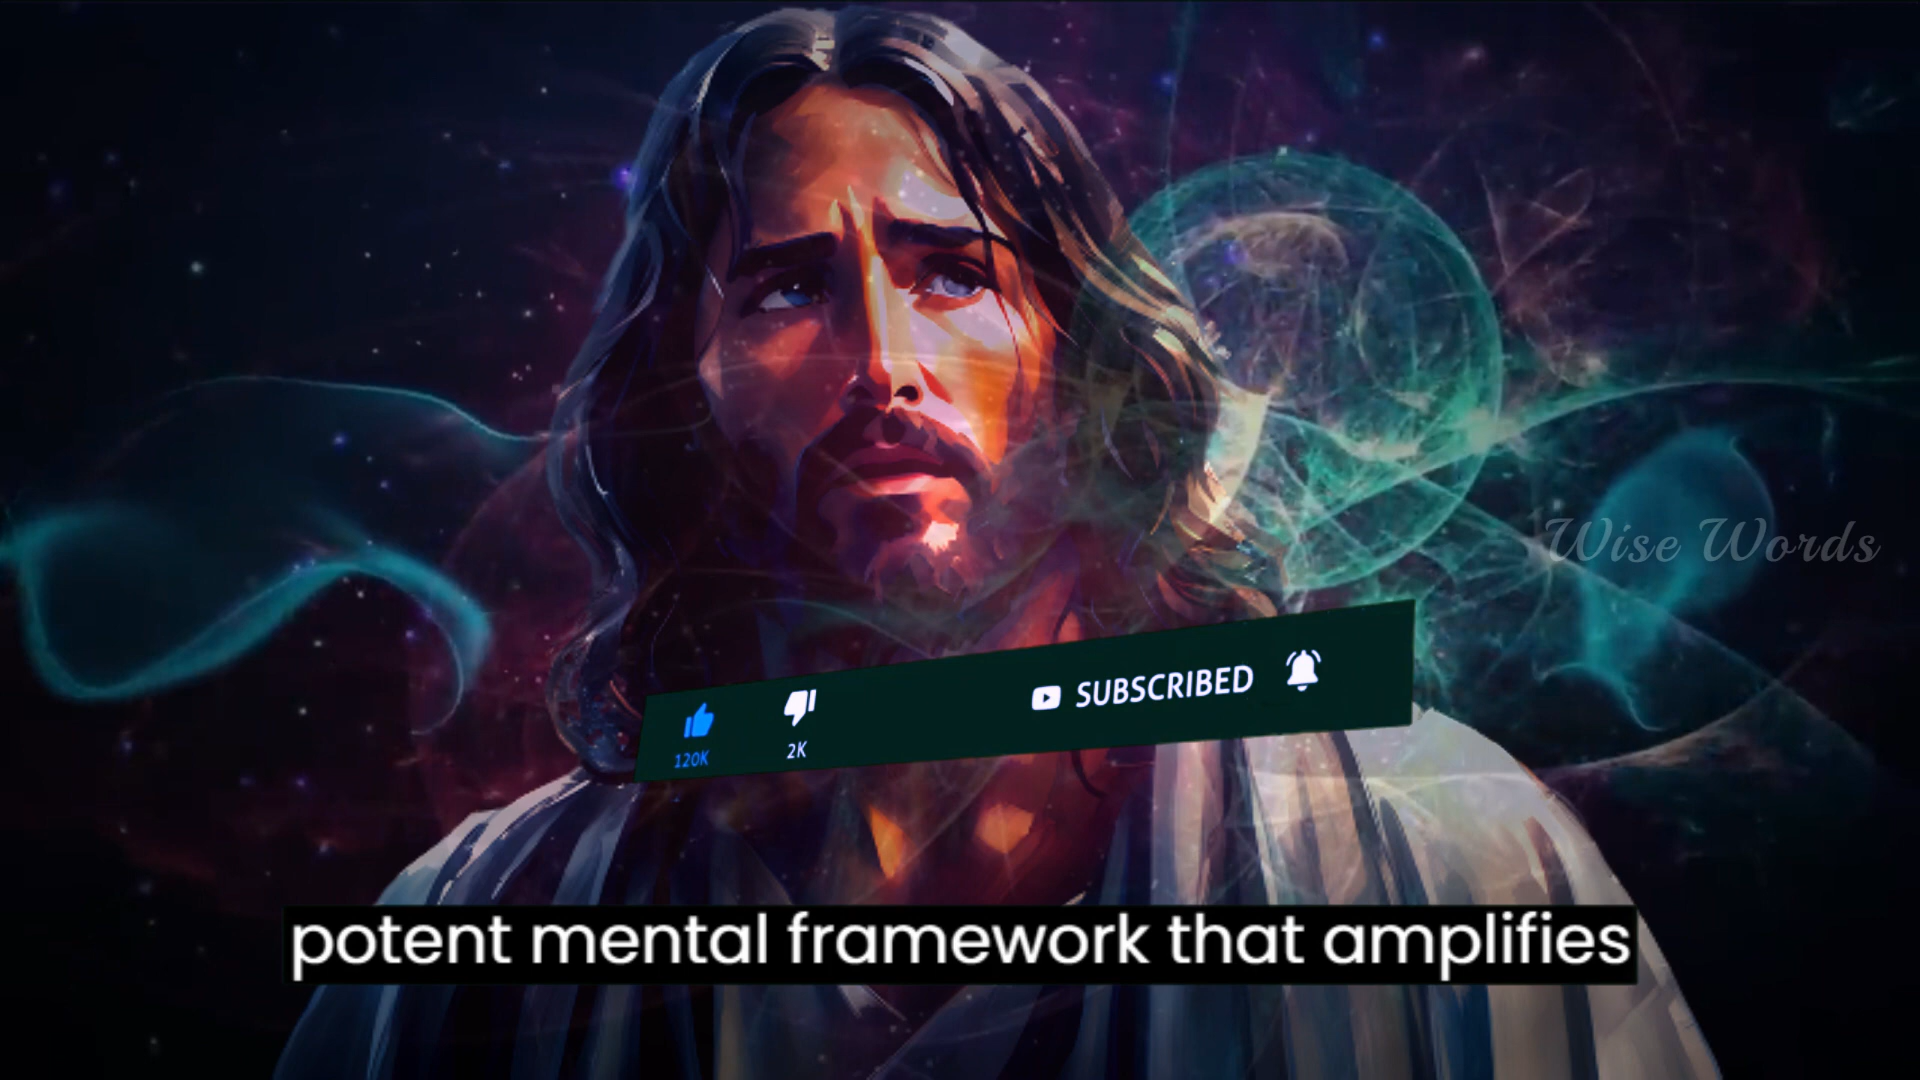 Wise Words
SUBSCRIBED
120K
2K
potent mental framework that amplifies